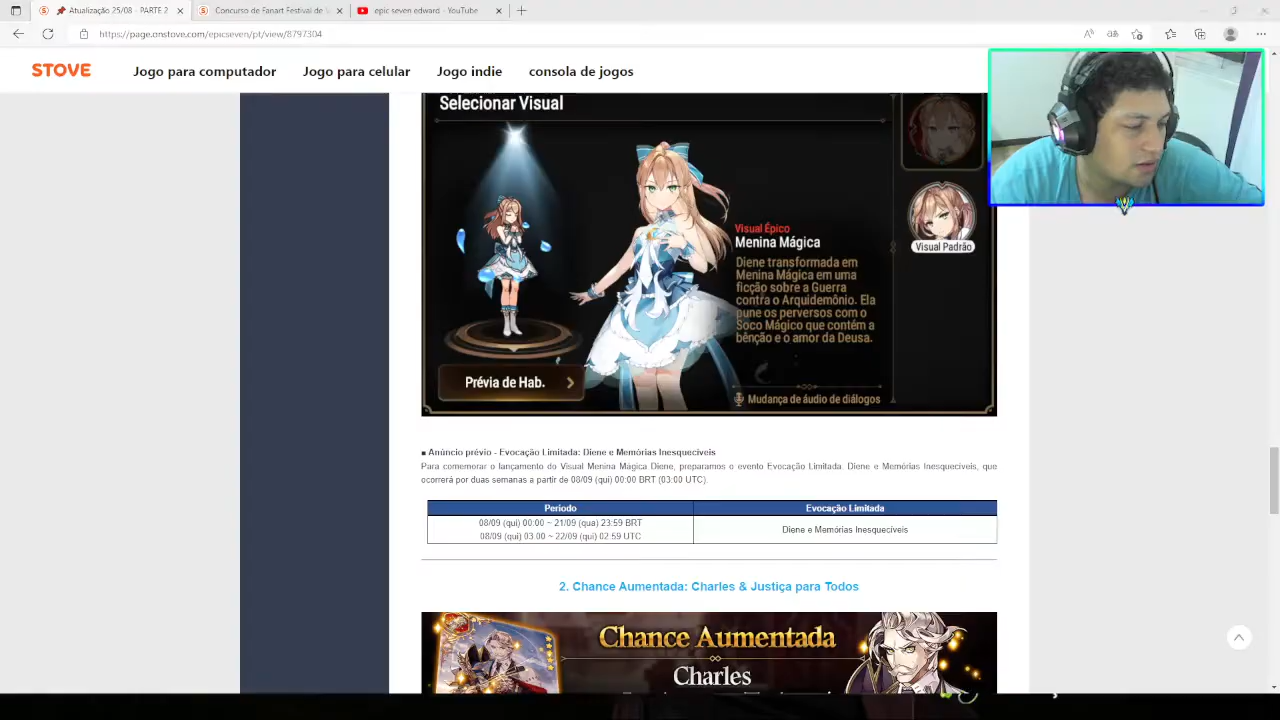 Atualização 25/08 - PARTE 2
Concurso de Fanart Festival de
epic seven edward - YouTube
https://page.onstove.com/epicseven/pt/view/8797304
STOVE
Jogo para computador
Jogo para celular
Jogo indie
consola de jogos
Selecionar Visual
Visual Épico
Menina Mágica
Diene transformada em
Menina Mágica em uma
ficção sobre a Guerra
contra o Arquidemônio. Ela
pune os perversos com o
Soco Mágico que contém a
bênção e o amor da Deusa.
Visual Padrão
Prévia de Hab.
Mudança de áudio de diálogos
■ Anúncio prévio - Evocação Limitada: Diene e Memórias Inesquecíveis
Para comemorar o lançamento do Visual Menina Mágica Diene, preparamos o evento Evocação Limitada. Diene e Memórias Inesquecíveis, que
ocorrerá por duas semanas a partir de 08/09 (qui) 00:00 BRT (03:00 UTC).
Período
Evocação Limitada
08/09 (qui) 00:00 ~ 21/09 (qua) 23:59 BRT
08/09 (qui) 03:00 ~ 22/09 (qui) 02:59 UTC
Diene e Memórias Inesquecíveis
2. Chance Aumentada: Charles & Justiça para Todos
Chance Aumentada
Charles